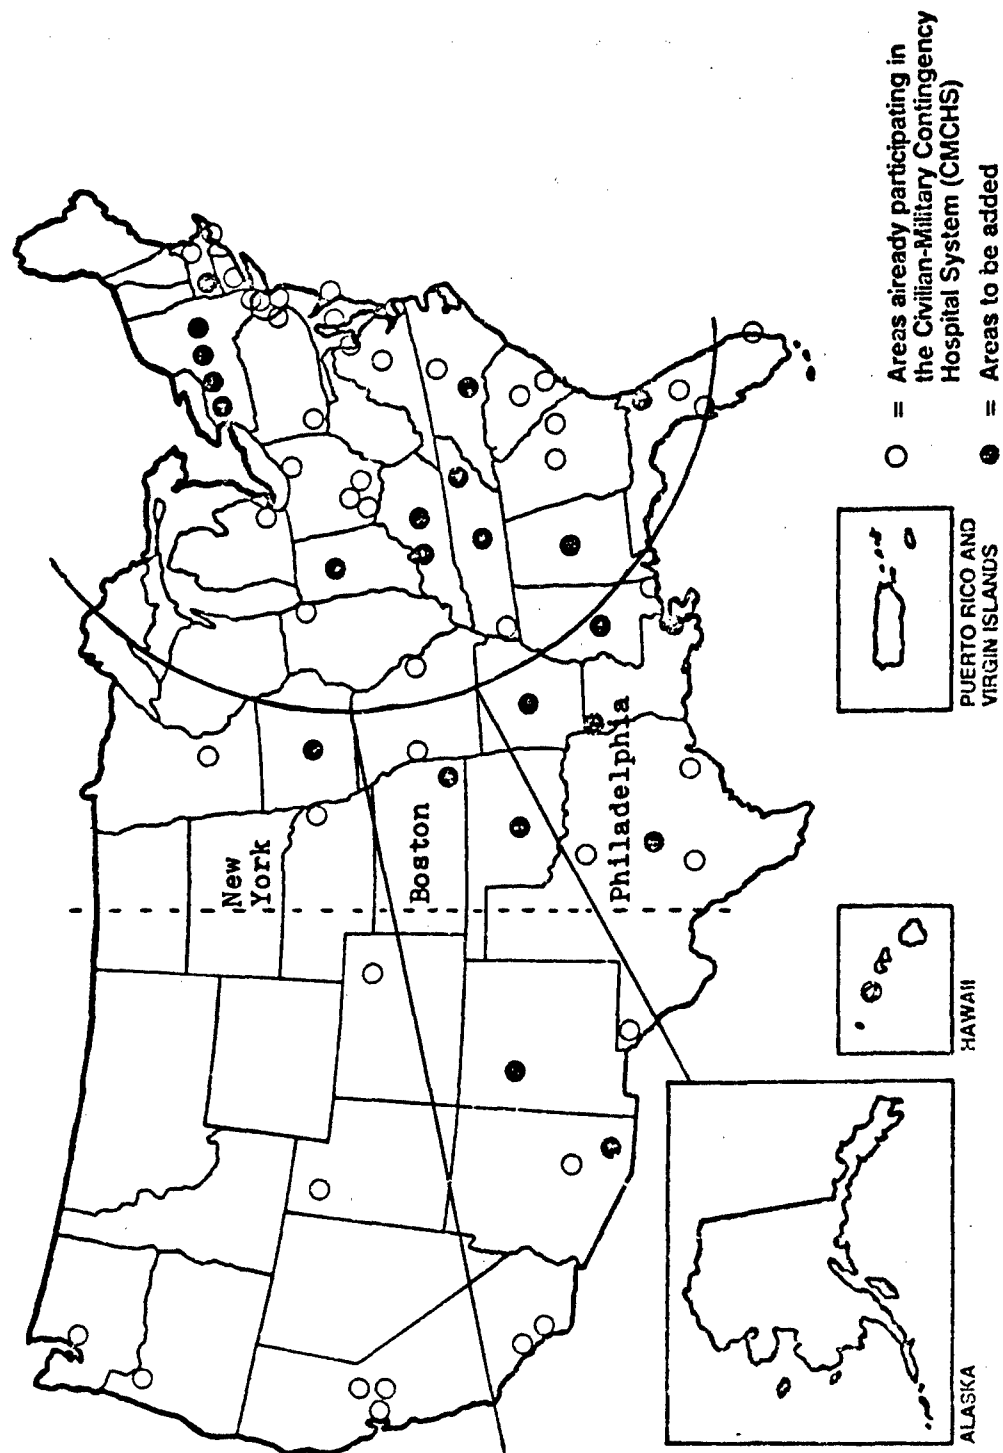 New
York
Boston
Philadelphia
ALASKA
HAWAII
PUERTO RICO AND
VIRGIN ISLANDS
= Areas already participating in
the Civilian-Military Contingency
Hospital System (CMCHS)
= Areas to be added